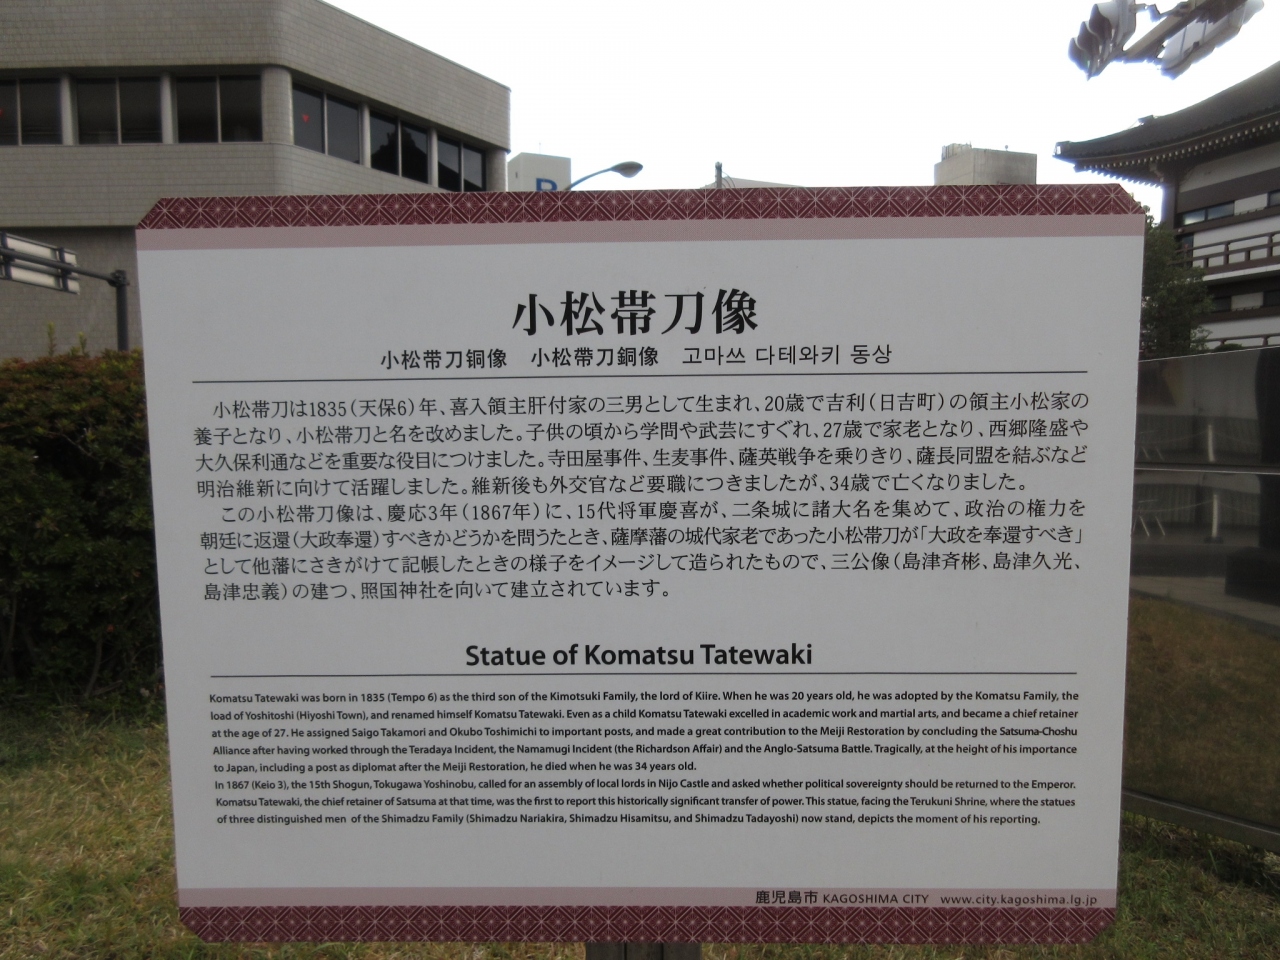 小松帯刀像
小松带刀铜像　小松帶刀銅像　고마쓰 다테와키 동상
小松帯刀は1835（天保6）年、喜入領主肝付家の三男として生まれ、20歳で吉利（日吉町）の領主小松家の
養子となり、小松帯刀と名を改めました。子供の頃から学問や武芸にすぐれ、27歳で家老となり、西郷隆盛や
大久保利通などを重要な役目につけました。寺田屋事件、生麦事件、薩英戦争を乗りきり、薩長同盟を結ぶなど
明治維新に向けて活躍しました。維新後も外交官など要職につきましたが、34歳で亡くなりました。
この小松帯刀像は、慶応3年（1867年）に、15代将軍慶喜が、二条城に諸大名を集めて、政治の権力を
朝廷に返還（大政奉還）すべきかどうかを問うたとき、薩摩藩の城代家老であった小松帯刀が「大政を奉還すべき」
として他藩にさきがけて記帳したときの様子をイメージして造られたもので、三公像（島津斉彬、島津久光、
島津忠義）の建つ、照国神社を向いて建立されています。
Statue of Komatsu Tatewaki
Komatsu Tatewaki was born in 1835 (Tempo 6) as the third son of the Kimotsuki Family, the lord of Kiire. When he was 20 years old, he was adopted by the Komatsu Family, the
load of Yoshitoshi (Hiyoshi Town), and renamed himself Komatsu Tatewaki. Even as a child Komatsu Tatewaki excelled in academic work and martial arts, and became a chief retainer
at the age of 27. He assigned Saigo Takamori and Okubo Toshimichi to important posts, and made a great contribution to the Meiji Restoration by concluding the Satsuma-Choshu
Alliance after having worked through the Teradaya Incident, the Namamugi Incident (the Richardson Affair) and the Anglo-Satsuma Battle. Tragically, at the height of his importance
to Japan, including a post as diplomat after the Meiji Restoration, he died when he was 34 years old.
In 1867 (Keio 3), the 15th Shogun, Tokugawa Yoshinobu, called for an assembly of local lords in Nijo Castle and asked whether political sovereignty should be returned to the Emperor.
Komatsu Tatewaki, the chief retainer of Satsuma at that time, was the first to report this historically significant transfer of power. This statue, facing the Terukuni Shrine, where the statues
of three distinguished men of the Shimadzu Family (Shimadzu Nariakira, Shimadzu Hisamitsu, and Shimadzu Tadayoshi) now stand, depicts the moment of his reporting.
鹿児島市 KAGOSHIMA CITY www.city.kagoshima.lg.jp